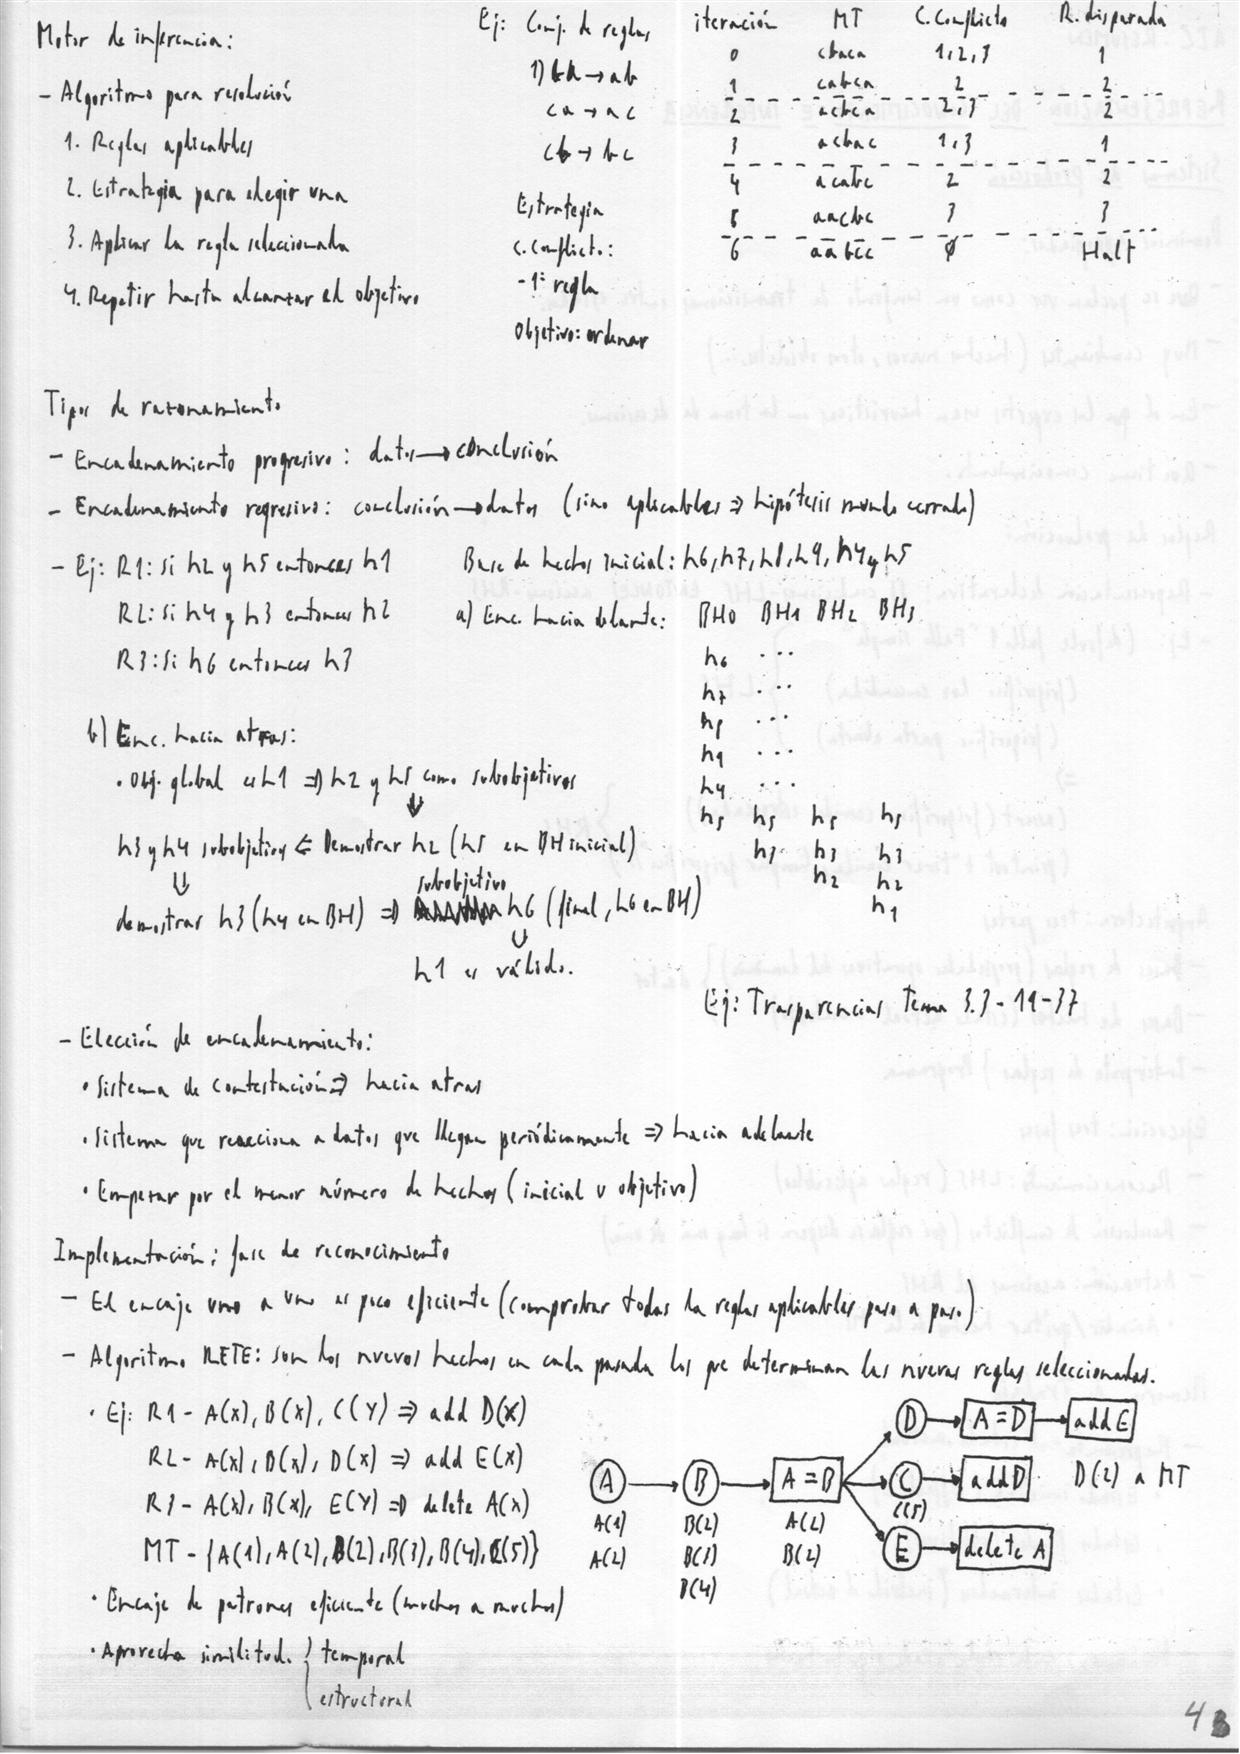 Motor de inferencia:
- Algoritmo para resolución
1. Reglas aplicables
2. Estrategia para elegir una
3. Aplicar la regla seleccionada
4. Repetir hasta alcanzar el objetivo
Ej: Conj. de reglas
1) ba → ab
ca → ac
cb → bc
Estrategia
C. Conflicto:
- 1ª regla
Objetivo: ordenar
iteración MT C. Conflicto R. disparada
0 cbaca 1,2,3 1
1 cabca 2 2
2 acbca 2,3 2
3 acbac 1,3 1
4 acabc 2 2
5 aacbc 3 3
6 aabcc ∅ Halt
Tipos de razonamiento
- Encadenamiento progresivo: datos → conclusión
- Encadenamiento regresivo: conclusión → datos (sino aplicables ⇒ hipótesis mundo cerrado)
- Ej: R1: Si h2 y h5 entonces h1
R2: Si h4 y h3 entonces h2
R3: Si h6 entonces h3
Base de hechos inicial: h6, h7, h8, h9, h4 y h5
a) Enc. hacia delante: BH0 BH1 BH2 BH3
h6 ...
h7 ...
h8 ...
h9 ...
h4 ...
h5 h5 h5 h5
h3 h3 h3
h2 h2
h1
b) Enc. hacia atras:
· Obj. global es h1 ⇒ h2 y h5 como subobjetivos
⇓
h3 y h4 subobjetivos ⇐ Demostrar h2 (h5 en BH inicial)
⇓
demostrar h3 (h4 en BH) ⇒ subobjetivo h6 (final, h6 en BH)
⇓
h1 es válido.
Ej: Trasparencias Tema 3.3 - 19-37
- Elección de encadenamiento:
· Sistema de contestación ⇒ hacia atras
· Sistema que reacciona a datos que llegan periódicamente ⇒ hacia adelante
· Empezar por el menor número de hechos (inicial u objetivo)
Implementación: fase de reconocimiento
- El encaje uno a uno es poco eficiente (comprobar todas la reglas aplicables paso a paso)
- Algoritmo RETE: son los nuevos hechos en cada pasada los que determinan las nuevas reglas seleccionadas.
· Ej: R1 - A(x), B(x), C(Y) ⇒ add D(x)
R2 - A(x), B(x), D(x) ⇒ add E(x)
R3 - A(x), B(x), E(Y) ⇒ delete A(x)
MT - {A(1), A(2), B(2), B(3), B(4), C(5)}
D → A = D → add E
A → B → A = B → C → add D D(2) a MT
A(1) B(2) A(2) C(5)
A(2) B(3) B(2) E → delete A
B(4)
· Encaje de patrones eficiente (muchos a muchos)
· Aprovecha similitud. { temporal
estructural
4